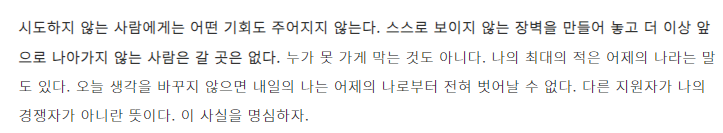 시도하지 않는 사람에게는 어떤 기회도 주어지지 않는다. 스스로 보이지 않는 장벽을 만들어 놓고 더 이상 앞
으로 나아가지 않는 사람은 갈 곳은 없다. 누가 못 가게 막는 것도 아니다. 나의 최대의 적은 어제의 나라는 말
도 있다. 오늘 생각을 바꾸지 않으면 내일의 나는 어제의 나로부터 전혀 벗어날 수 없다. 다른 지원자가 나의
경쟁자가 아니란 뜻이다. 이 사실을 명심하자.